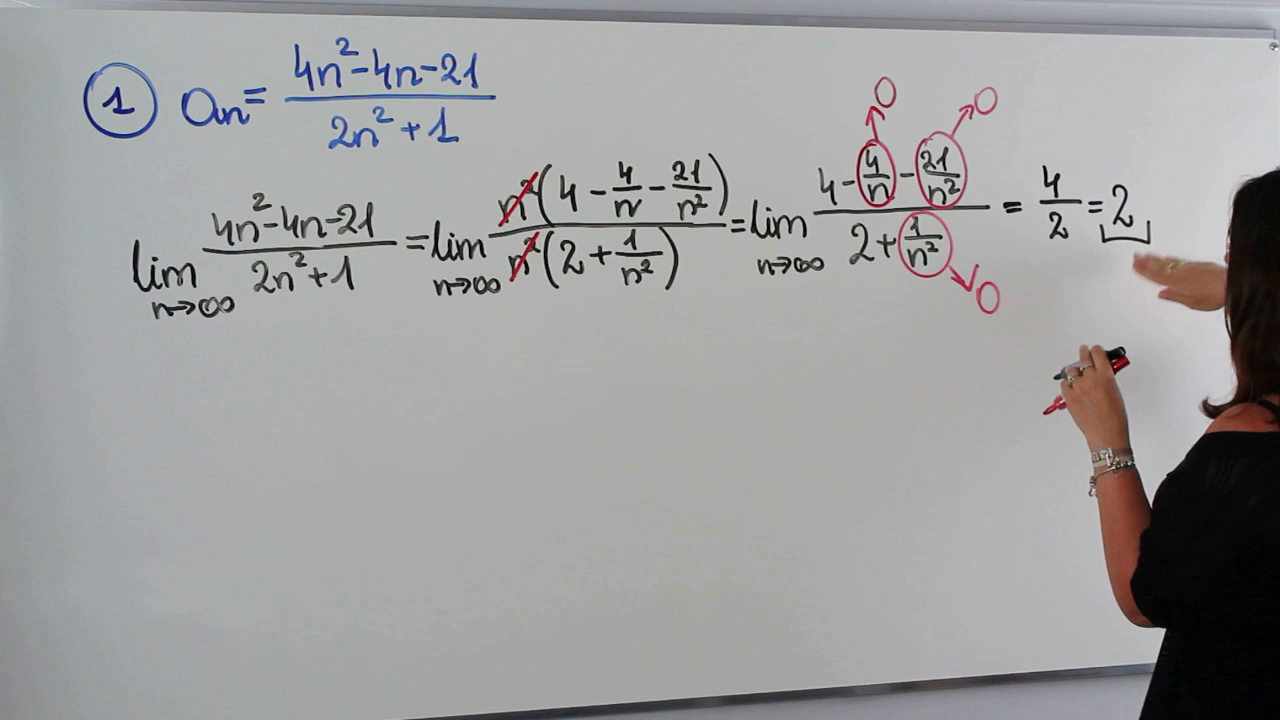 ① an = (4n² - 4n - 21) / (2n² + 1)
lim n→∞ (4n² - 4n - 21) / (2n² + 1) = lim n→∞ n²(4 - 4/n - 21/n²) / n²(2 + 1/n²) = lim n→∞ (4 - 4/n - 21/n²) / (2 + 1/n²) = 4/2 = 2
0 0
0